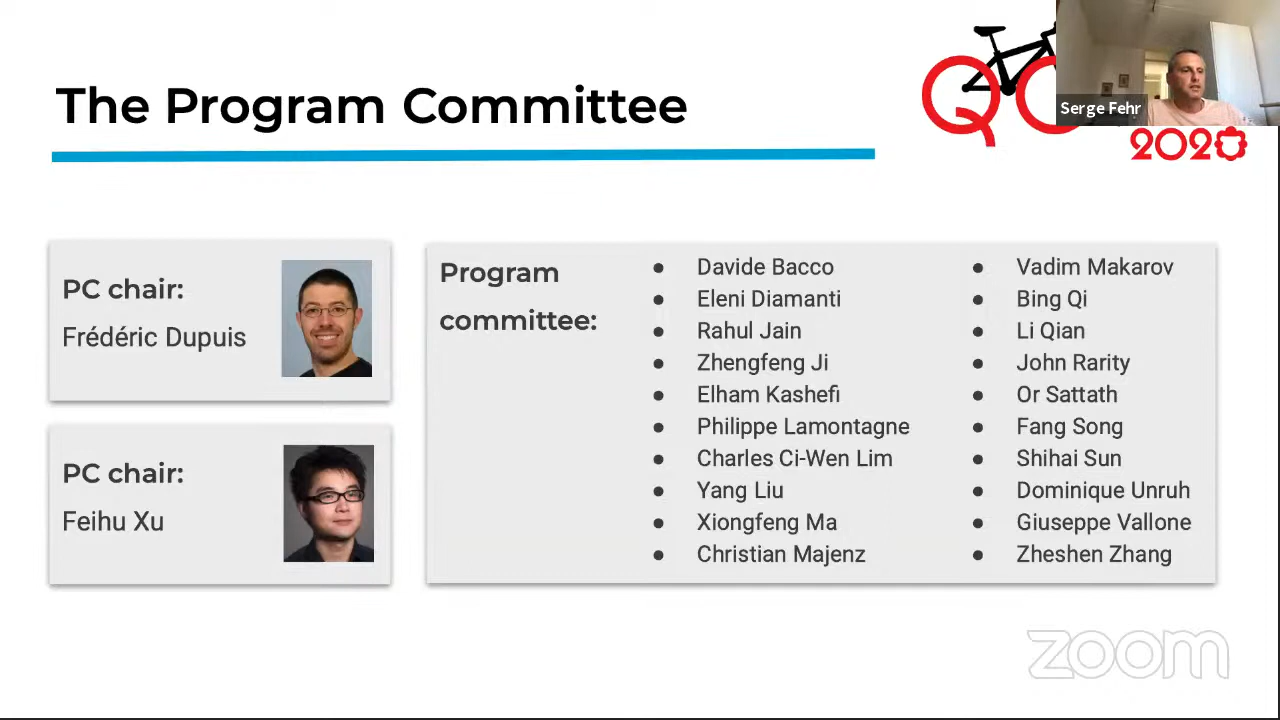 The Program Committee
Serge Fehr
2020
PC chair:
Frédéric Dupuis
PC chair:
Feihu Xu
Program
committee:
● Davide Bacco
● Eleni Diamanti
● Rahul Jain
● Zhengfeng Ji
● Elham Kashefi
● Philippe Lamontagne
● Charles Ci-Wen Lim
● Yang Liu
● Xiongfeng Ma
● Christian Majenz
● Vadim Makarov
● Bing Qi
● Li Qian
● John Rarity
● Or Sattath
● Fang Song
● Shihai Sun
● Dominique Unruh
● Giuseppe Vallone
● Zheshen Zhang
zoom